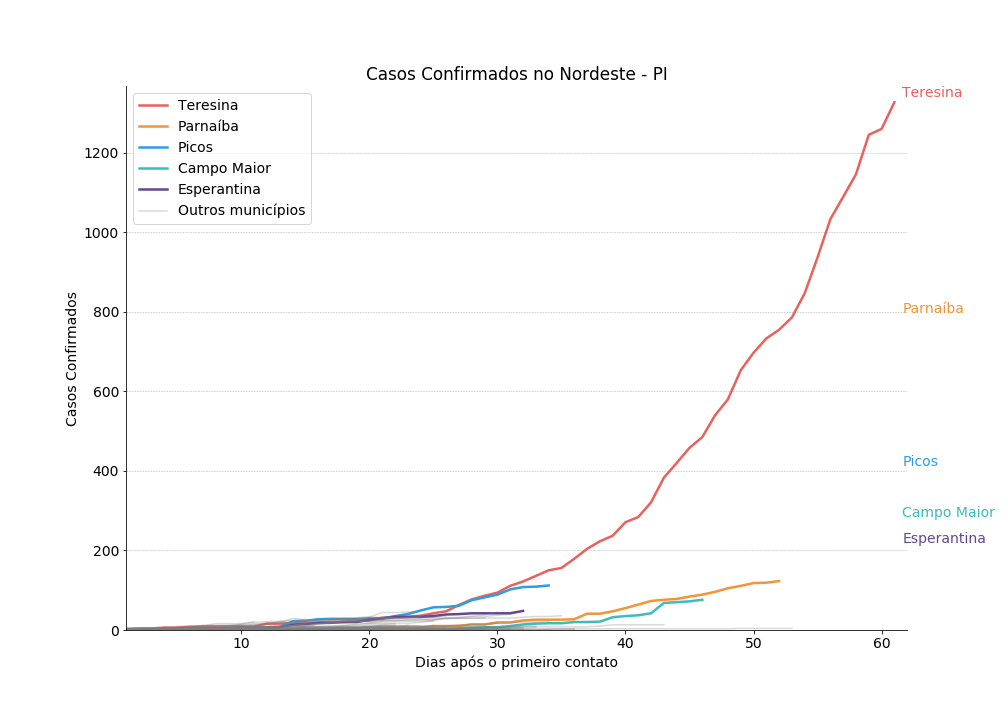 Casos Confirmados no Nordeste - PI
Teresina
Parnaíba
Picos
Campo Maior
Esperantina
Outros municípios
Teresina
Parnaíba
Picos
Campo Maior
Esperantina
Casos Confirmados
1200
1000
800
600
400
200
0
10
20
30
40
50
60
Dias após o primeiro contato